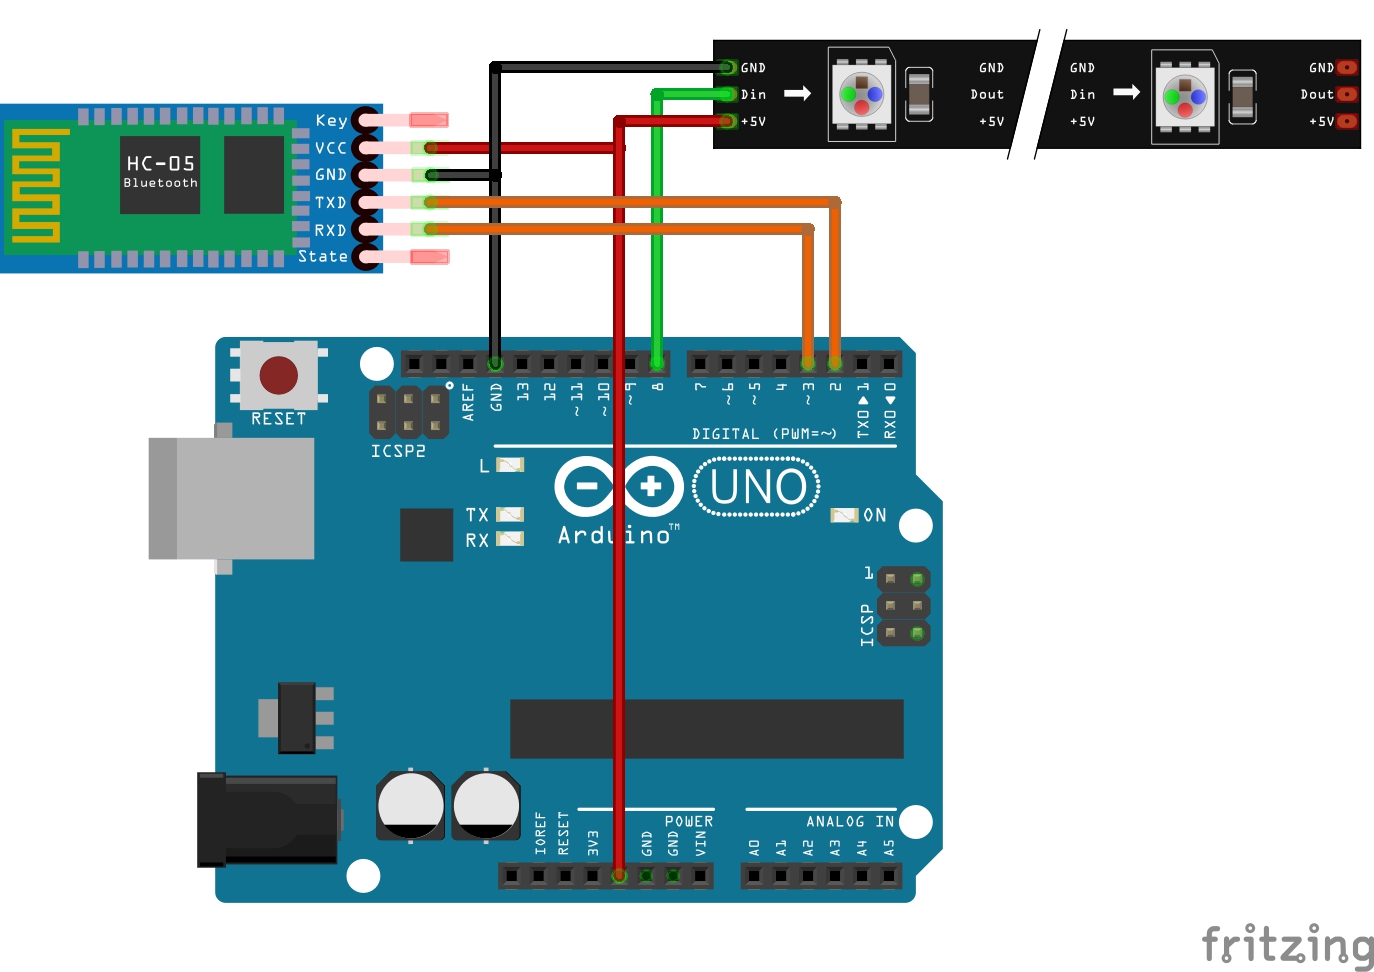 GND
Din
+5V
GND
Dout
+5V
GND
Din
+5V
GND
Dout
+5V
HC-05
Bluetooth
Key
VCC
GND
TXD
RXD
State
RESET
ICSP2
AREF
GND
13
12
~11
~10
~9
8
7
~6
~5
4
~3
2
TX0▶1
RX0◀0
DIGITAL (PWM=~)
L
TX
RX
Arduino™
UNO
ON
1
ICSP
IOREF
RESET
3V3
GND
GND
VIN
POWER
ANALOG IN
A0
A1
A2
A3
A4
A5
fritzing